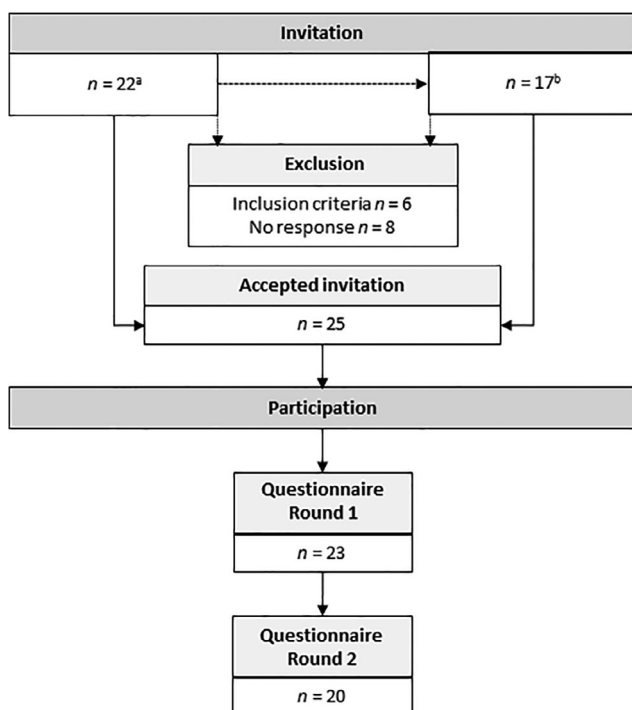 Invitation
n = 22ᵃ
n = 17ᵇ
Exclusion
Inclusion criteria n = 6
No response n = 8
Accepted invitation
n = 25
Participation
Questionnaire
Round 1
n = 23
Questionnaire
Round 2
n = 20